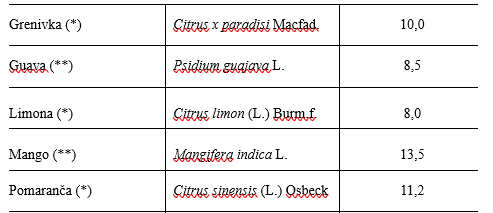 Grenivka (*) Citrus x paradisi Macfad. 10,0
Guava (**) Psidium guajava L. 8,5
Limona (*) Citrus limon (L.) Burm.f. 8,0
Mango (**) Mangifera indica L. 13,5
Pomaranča (*) Citrus sinensis (L.) Osbeck 11,2